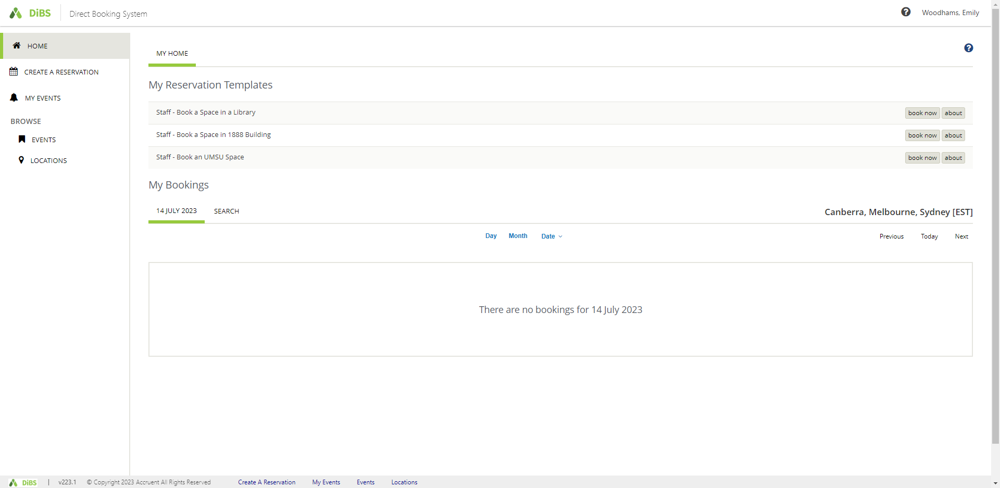 DiBS
Direct Booking System
Woodhams, Emily
HOME
CREATE A RESERVATION
MY EVENTS
BROWSE
EVENTS
LOCATIONS
MY HOME
My Reservation Templates
Staff - Book a Space in a Library
book now
about
Staff - Book a Space in 1888 Building
book now
about
Staff - Book an UMSU Space
book now
about
My Bookings
14 JULY 2023
SEARCH
Canberra, Melbourne, Sydney [EST]
Day
Month
Date
Previous
Today
Next
There are no bookings for 14 July 2023
DiBS | v223.1 © Copyright 2023 Accruent All Rights Reserved
Create A Reservation
My Events
Events
Locations